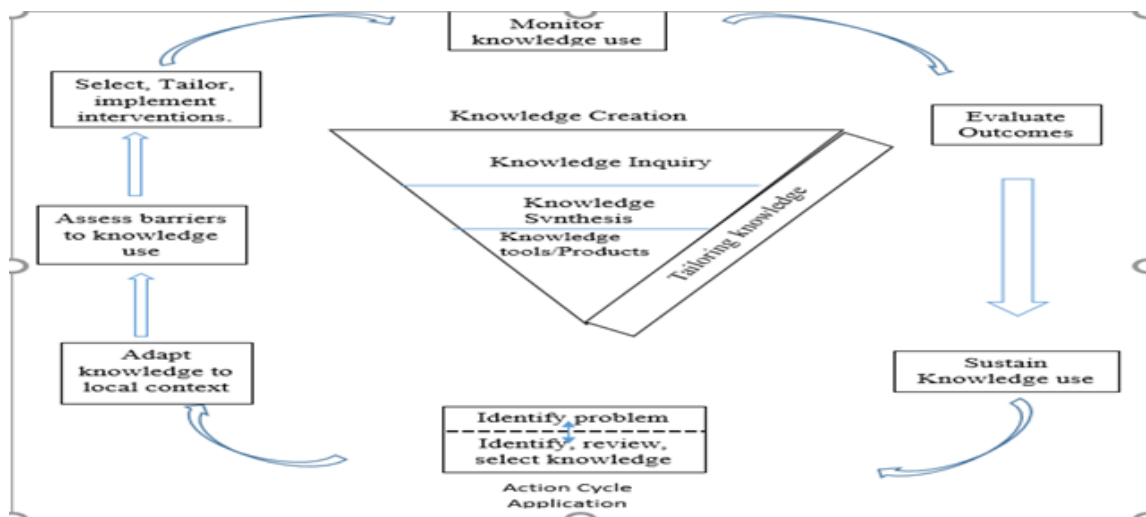 Monitor
knowledge use
Select, Tailor,
implement
interventions.
Evaluate
Outcomes
Knowledge Creation
Knowledge Inquiry
Knowledge
Synthesis
Knowledge
tools/Products
Tailoring knowledge
Assess barriers
to knowledge
use
Adapt
knowledge to
local context
Sustain
Knowledge use
Identify problem
Identify, review,
select knowledge
Action Cycle
Application